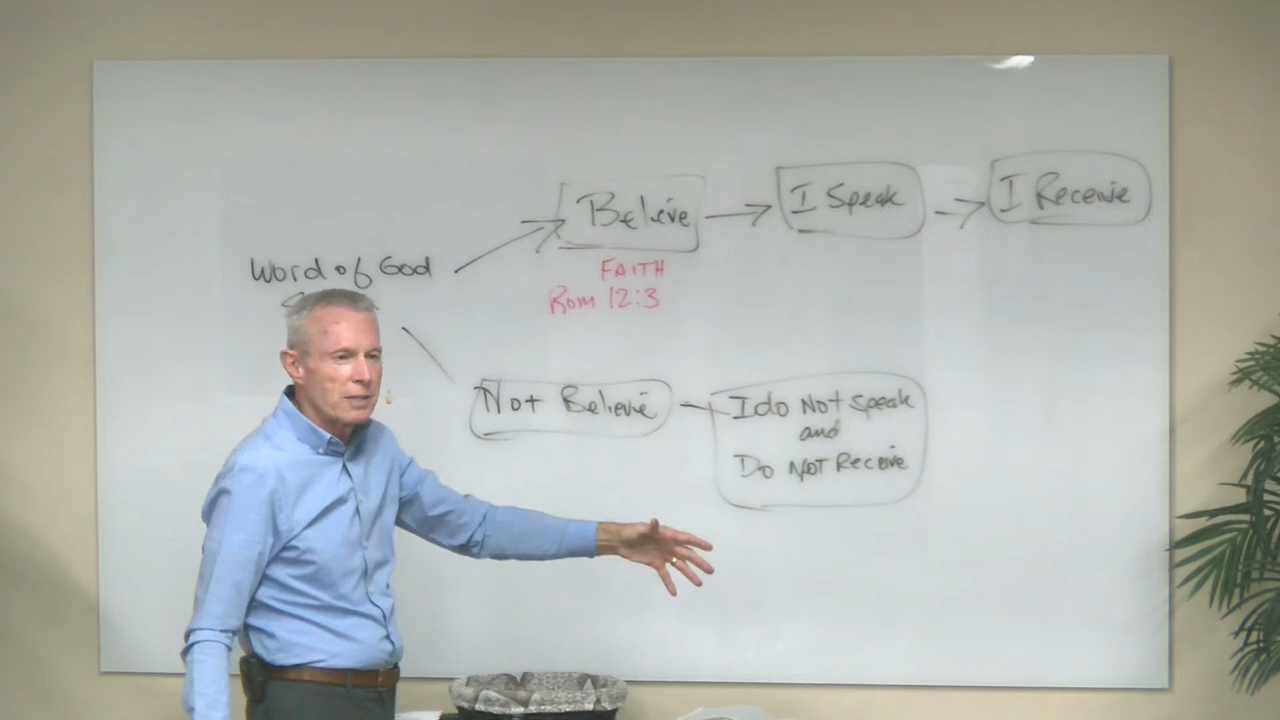 Word of God
Believe
I Speak
I Receive
FAITH
Rom 12:3
Not Believe
I do Not Speak
and
Do NOT Receive